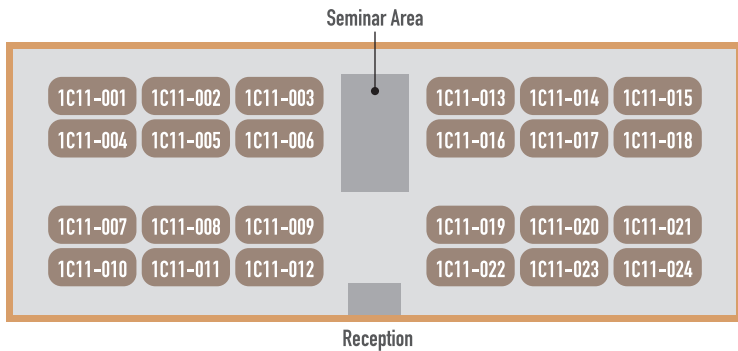 Seminar Area
1C11-001 1C11-002 1C11-003 1C11-013 1C11-014 1C11-015
1C11-004 1C11-005 1C11-006 1C11-016 1C11-017 1C11-018
1C11-007 1C11-008 1C11-009 1C11-019 1C11-020 1C11-021
1C11-010 1C11-011 1C11-012 1C11-022 1C11-023 1C11-024
Reception